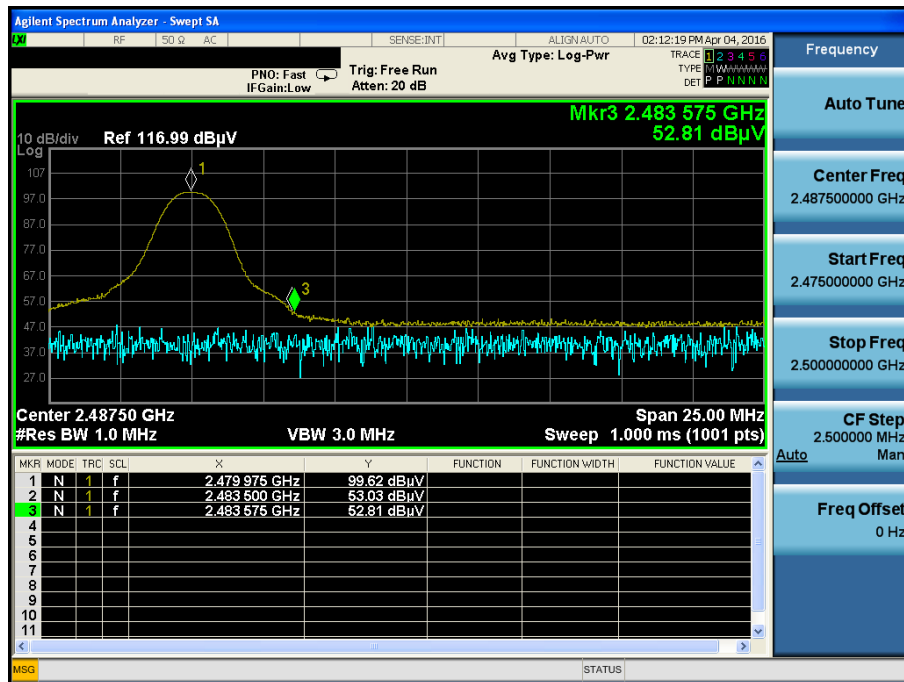 Agilent Spectrum Analyzer - Swept SA
LXI RF 50 Ω AC SENSE:INT ALIGN AUTO 02:12:19 PM Apr 04, 2016
PNO: Fast
IFGain:Low
Trig: Free Run
Atten: 20 dB
Avg Type: Log-Pwr
TRACE 1 2 3 4 5 6
TYPE MWWWWW
DET P P N N N N
Mkr3 2.483 575 GHz
52.81 dBµV
10 dB/div Ref 116.99 dBµV
Log
107
97.0
87.0
77.0
67.0
57.0
47.0
37.0
27.0
1
3
Center 2.48750 GHz Span 25.00 MHz
#Res BW 1.0 MHz VBW 3.0 MHz Sweep 1.000 ms (1001 pts)
MKR MODE TRC SCL X Y FUNCTION FUNCTION WIDTH FUNCTION VALUE
1 N 1 f 2.479 975 GHz 99.62 dBµV
2 N 1 f 2.483 500 GHz 53.03 dBµV
3 N 1 f 2.483 575 GHz 52.81 dBµV
4
5
6
7
8
9
10
11
MSG STATUS
Frequency
Auto Tune
Center Freq
2.487500000 GHz
Start Freq
2.475000000 GHz
Stop Freq
2.500000000 GHz
CF Step
2.500000 MHz
Auto Man
Freq Offset
0 Hz